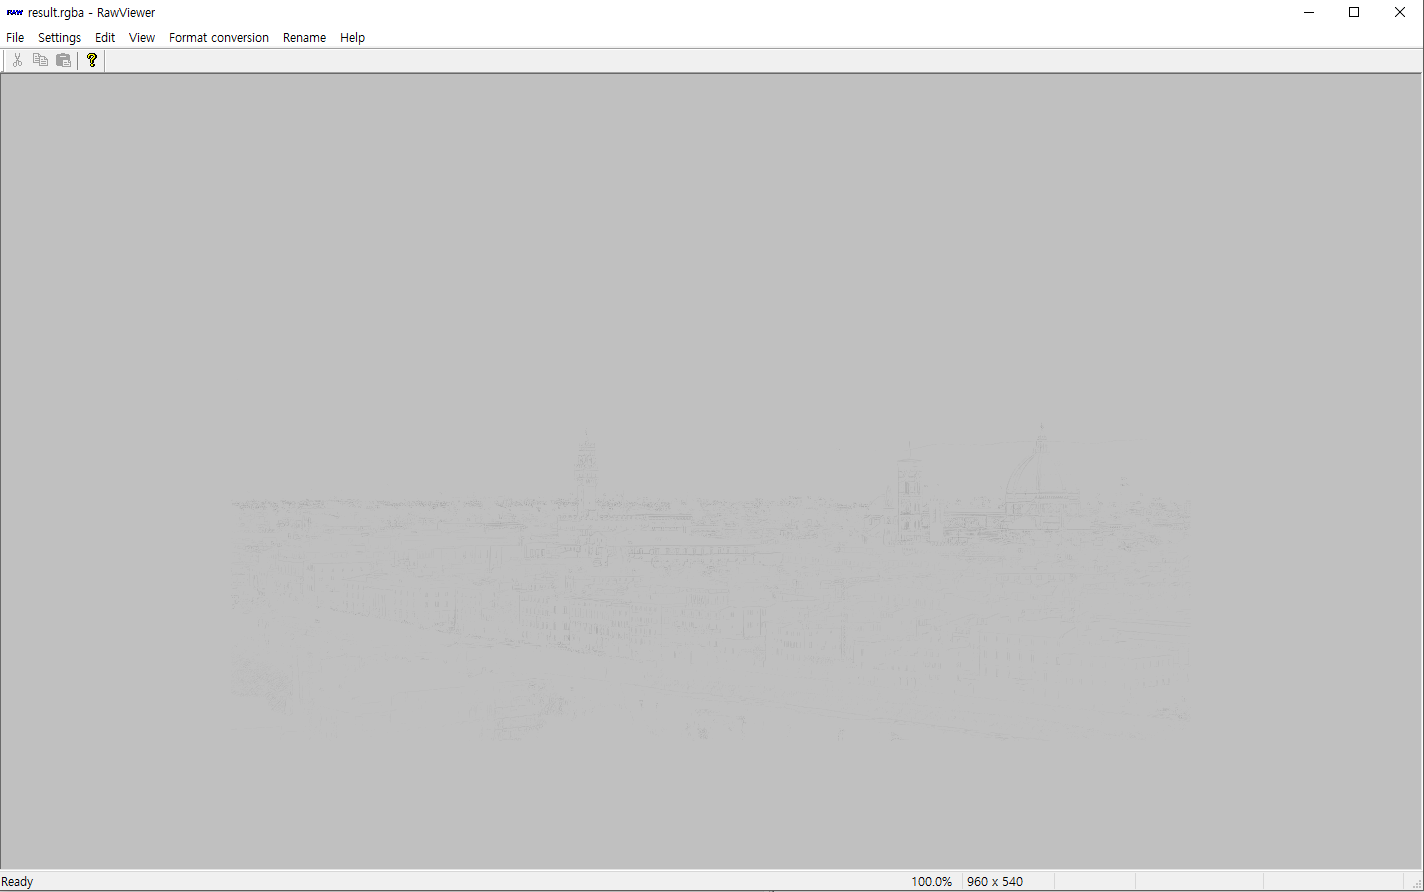 RAW result.rgba - RawViewer
File Settings Edit View Format conversion Rename Help
?
Ready 100.0% 960 x 540